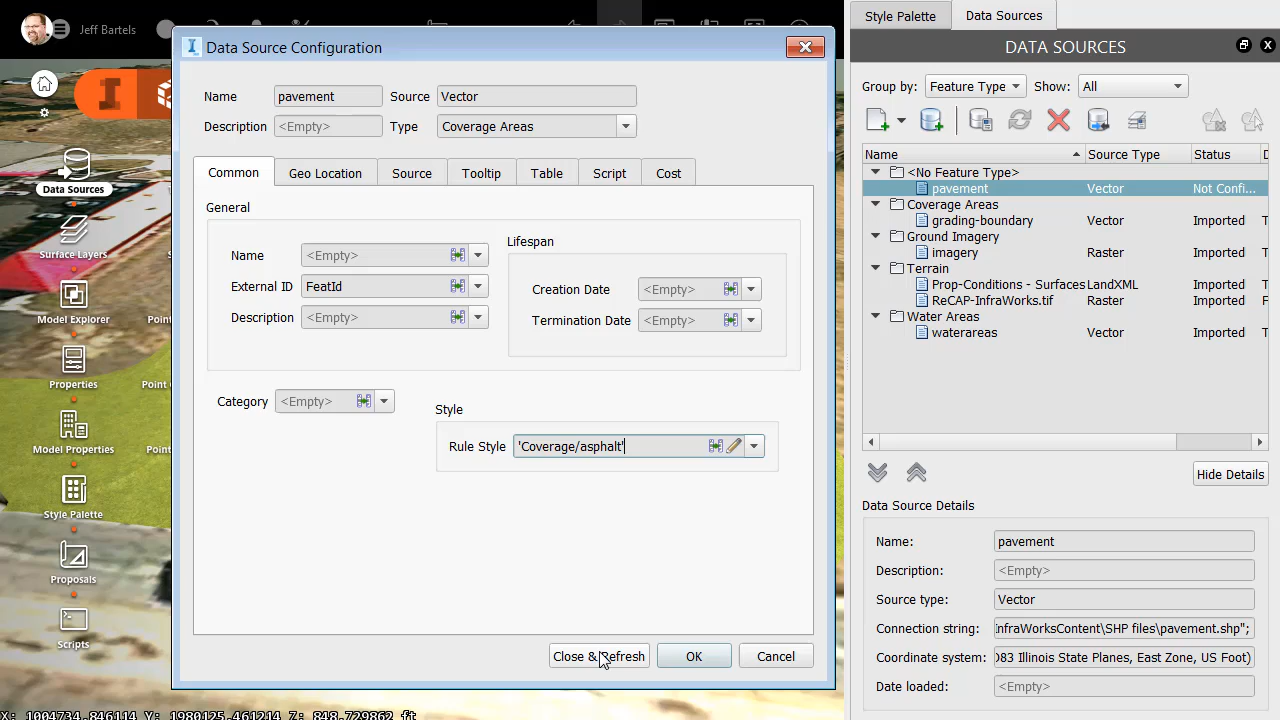 Jeff Bartels
Data Sources
Surface Layers
Model Explorer
Properties
Model Properties
Style Palette
Proposals
Scripts
Point
Point C
Point C
Data Source Configuration
Name pavement Source Vector
Description <Empty> Type Coverage Areas
Common Geo Location Source Tooltip Table Script Cost
General
Name <Empty>
External ID FeatId
Description <Empty>
Lifespan
Creation Date <Empty>
Termination Date <Empty>
Category <Empty>
Style
Rule Style 'Coverage/asphalt'
Close & Refresh OK Cancel
X: 1004734.846114 Y: 1980125.461214 Z: 848.729862 ft
Style Palette Data Sources
DATA SOURCES
Group by: Feature Type Show: All
Name Source Type Status D
<No Feature Type>
pavement Vector Not Confi...
Coverage Areas
grading-boundary Vector Imported T
Ground Imagery
imagery Raster Imported T
Terrain
Prop-Conditions - Surfaces LandXML Imported T
ReCAP-InfraWorks.tif Raster Imported F
Water Areas
waterareas Vector Imported T
Hide Details
Data Source Details
Name: pavement
Description: <Empty>
Source type: Vector
Connection string: InfraWorksContent\SHP files\pavement.shp";
Coordinate system: D83 Illinois State Planes, East Zone, US Foot)
Date loaded: <Empty>